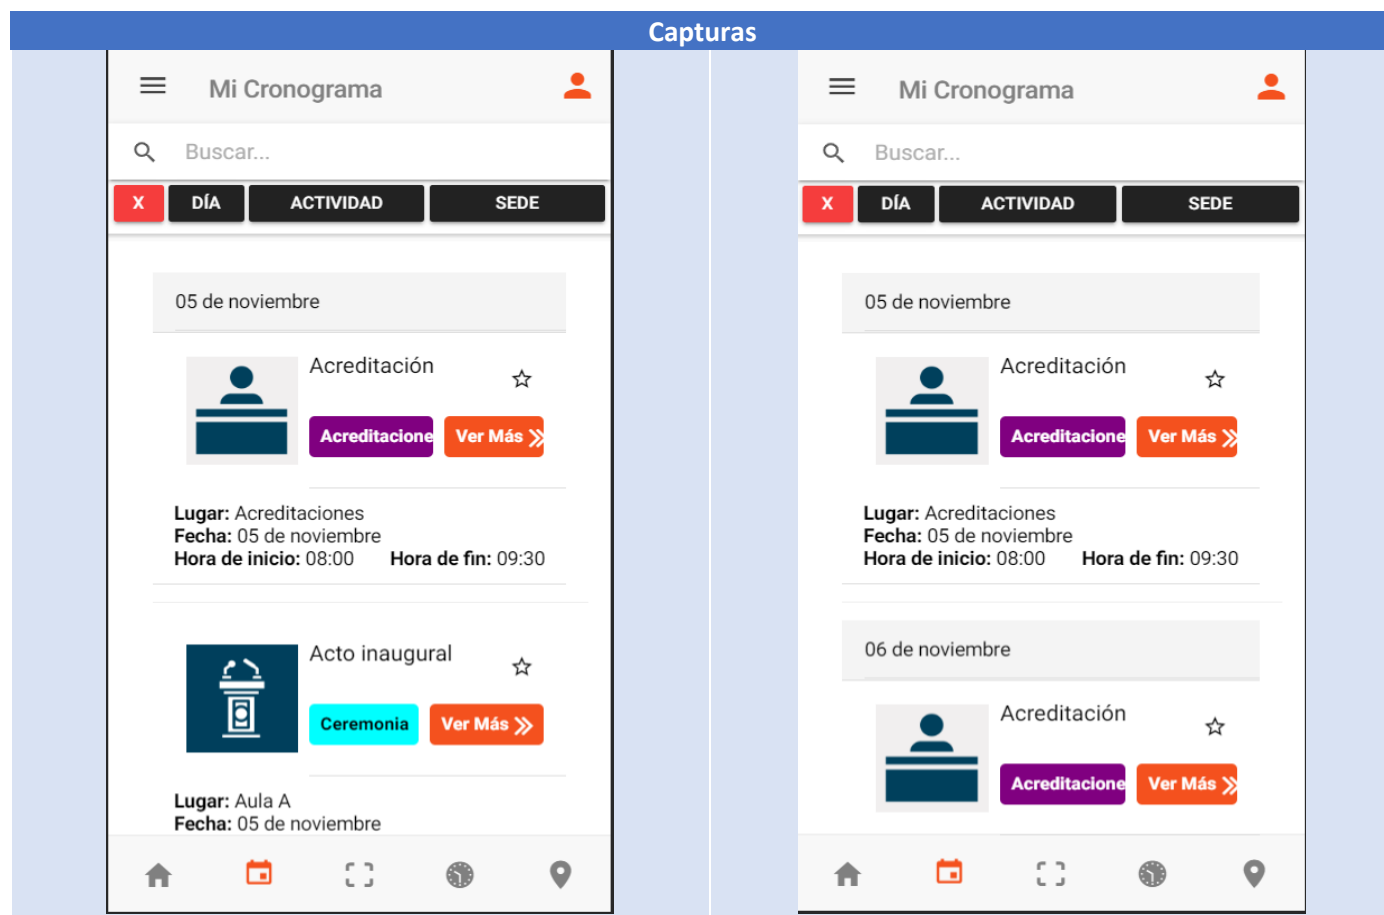 Capturas
Mi Cronograma
Buscar...
X DÍA ACTIVIDAD SEDE
05 de noviembre
Acreditación
Acreditacione Ver Más
Lugar: Acreditaciones
Fecha: 05 de noviembre
Hora de inicio: 08:00 Hora de fin: 09:30
Acto inaugural
Ceremonia Ver Más
Lugar: Aula A
Fecha: 05 de noviembre
Mi Cronograma
Buscar...
X DÍA ACTIVIDAD SEDE
05 de noviembre
Acreditación
Acreditacione Ver Más
Lugar: Acreditaciones
Fecha: 05 de noviembre
Hora de inicio: 08:00 Hora de fin: 09:30
06 de noviembre
Acreditación
Acreditacione Ver Más